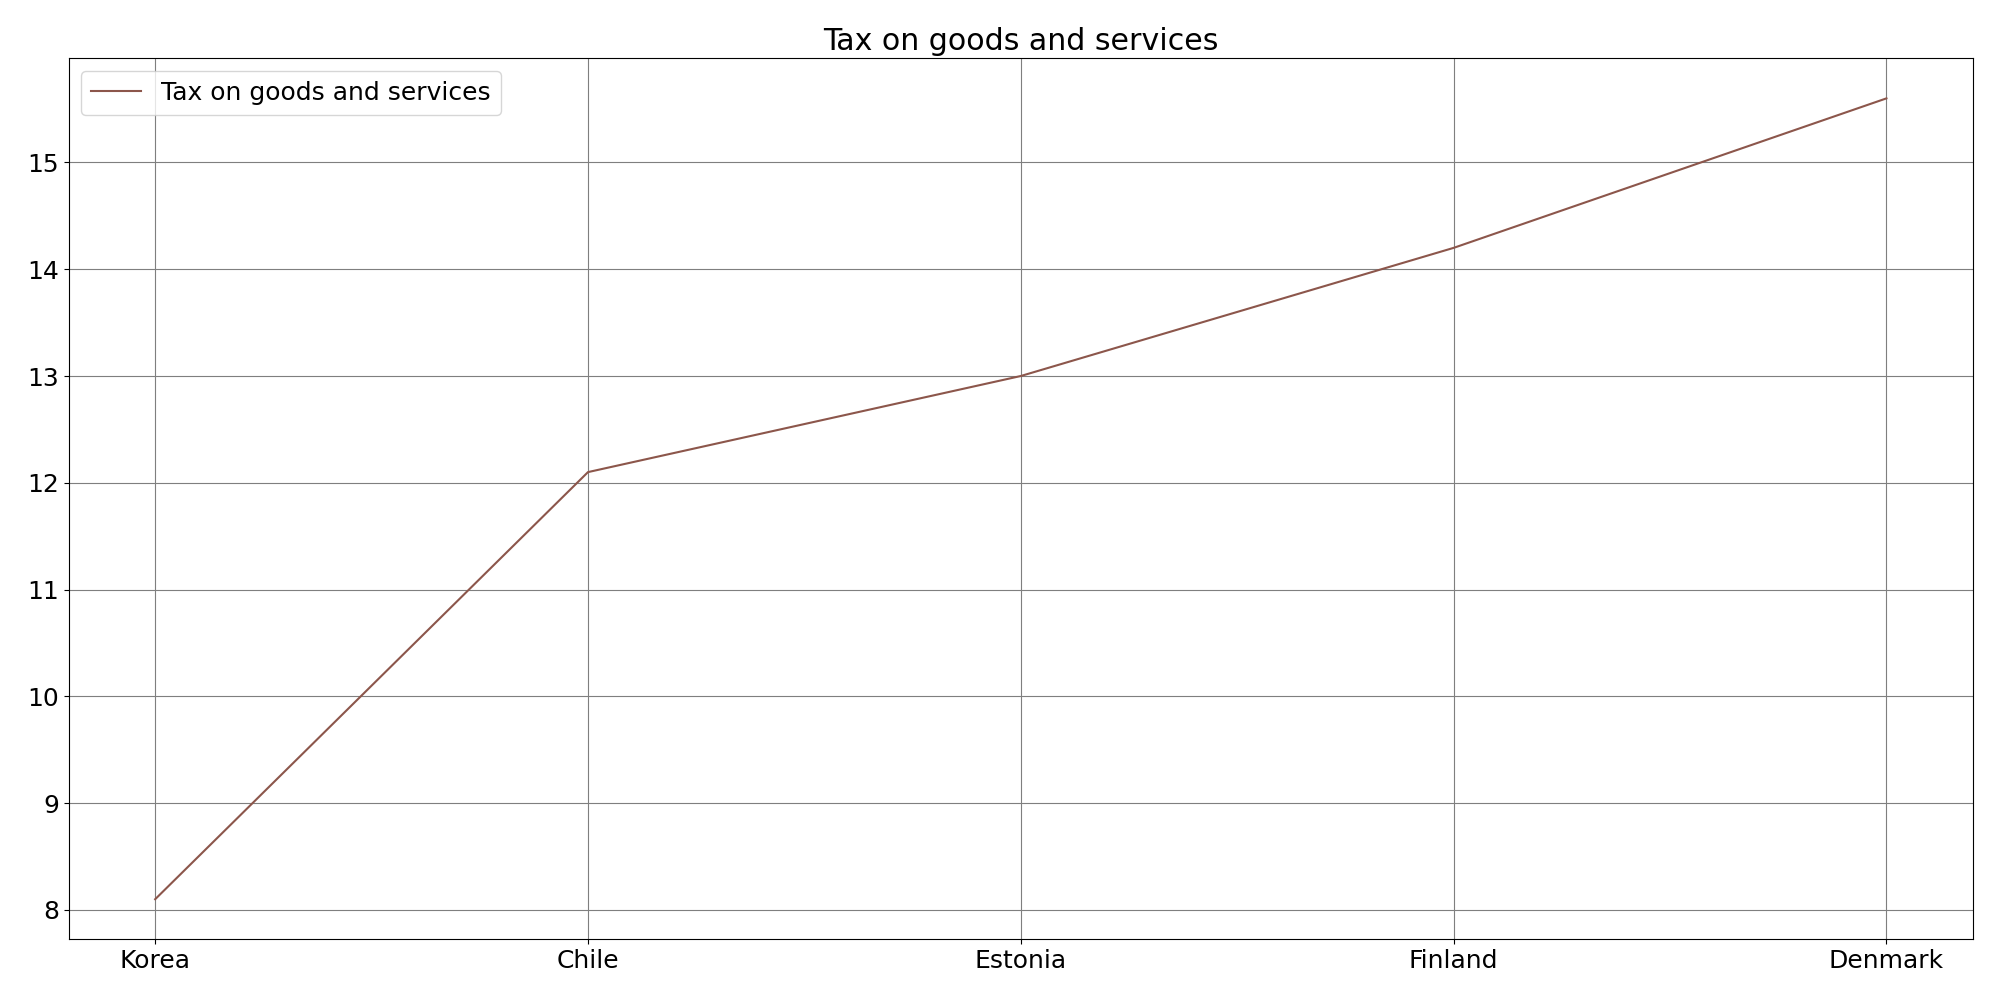 Tax on goods and services
Tax on goods and services
15
14
13
12
11
10
9
8
Korea Chile Estonia Finland Denmark